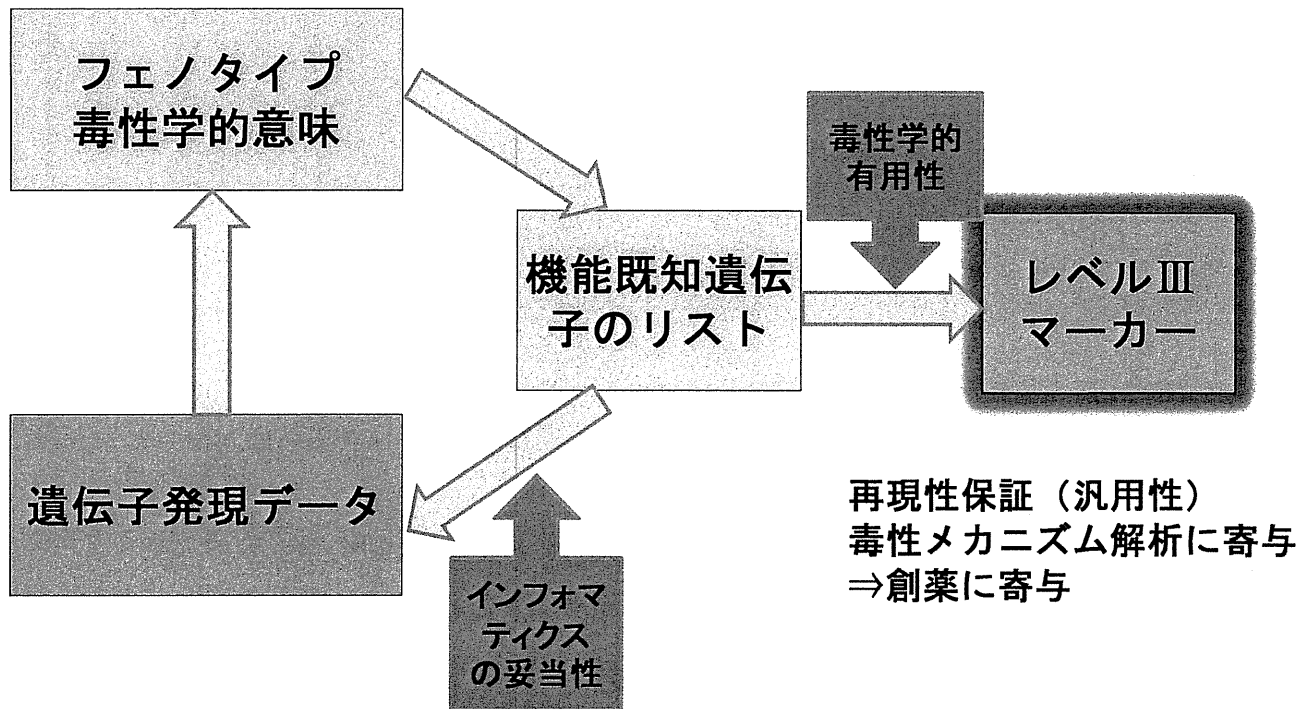 フェノタイプ
毒性学的意味
毒性学的
有用性
機能既知遺伝
子のリスト
レベルⅢ
マーカー
遺伝子発現データ
インフォマ
ティクス
の妥当性
再現性保証（汎用性）
毒性メカニズム解析に寄与
⇒創薬に寄与